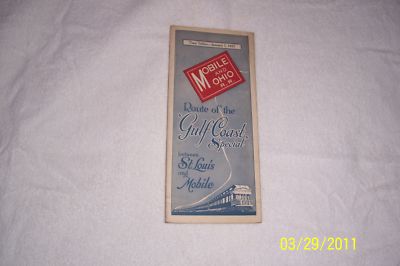 MOBILE
AND
OHIO
R.R.
Route of the
Gulf Coast
Special
between
St. Louis
and
Mobile
03/29/2011